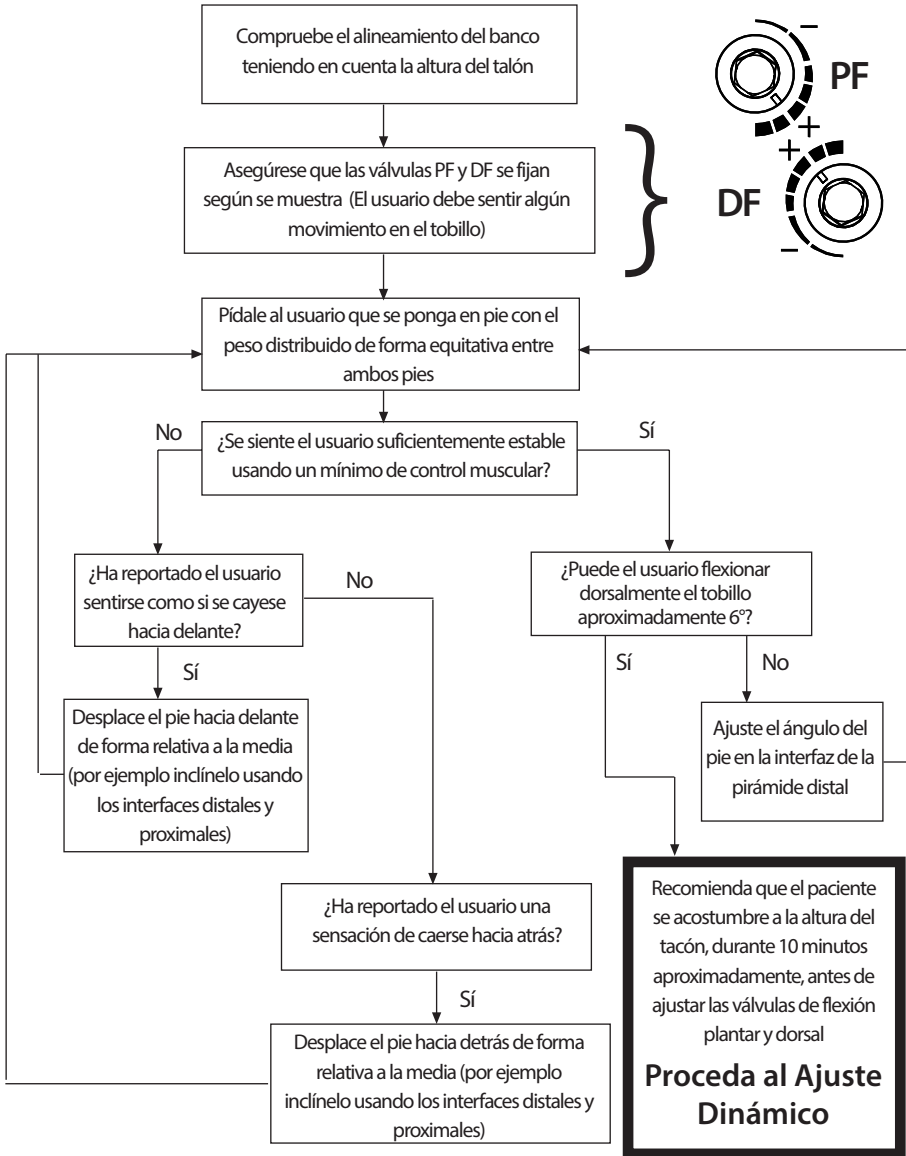 Compruebe el alineamiento del banco
teniendo en cuenta la altura del talón
−
PF
+
Asegúrese que las válvulas PF y DF se fijan
según se muestra (El usuario debe sentir algún
movimiento en el tobillo)
+
DF
−
Pídale al usuario que se ponga en pie con el
peso distribuido de forma equitativa entre
ambos pies
No
¿Se siente el usuario suficientemente estable
usando un mínimo de control muscular?
Sí
¿Ha reportado el usuario
sentirse como si se cayese
hacia delante?
No
Sí
Desplace el pie hacia delante
de forma relativa a la media
(por ejemplo inclínelo usando
los interfaces distales y
proximales)
¿Puede el usuario flexionar
dorsalmente el tobillo
aproximadamente 6°?
Sí
No
Ajuste el ángulo del
pie en la interfaz de la
pirámide distal
¿Ha reportado el usuario una
sensación de caerse hacia atrás?
Sí
Desplace el pie hacia detrás de forma
relativa a la media (por ejemplo
inclínelo usando los interfaces distales y
proximales)
Recomienda que el paciente
se acostumbre a la altura del
tacón, durante 10 minutos
aproximadamente, antes de
ajustar las válvulas de flexión
plantar y dorsal
Proceda al Ajuste
Dinámico